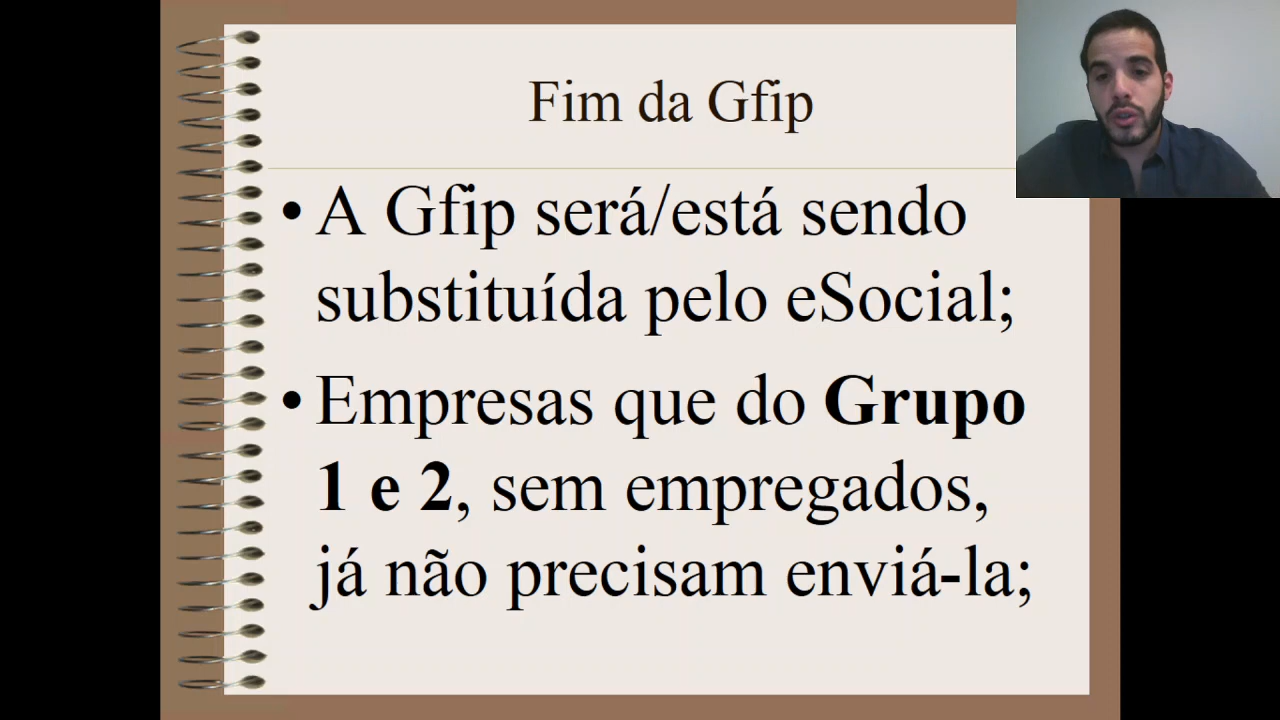 Fim da Gfip
• A Gfip será/está sendo
substituída pelo eSocial;
• Empresas que do Grupo
1 e 2, sem empregados,
já não precisam enviá-la;